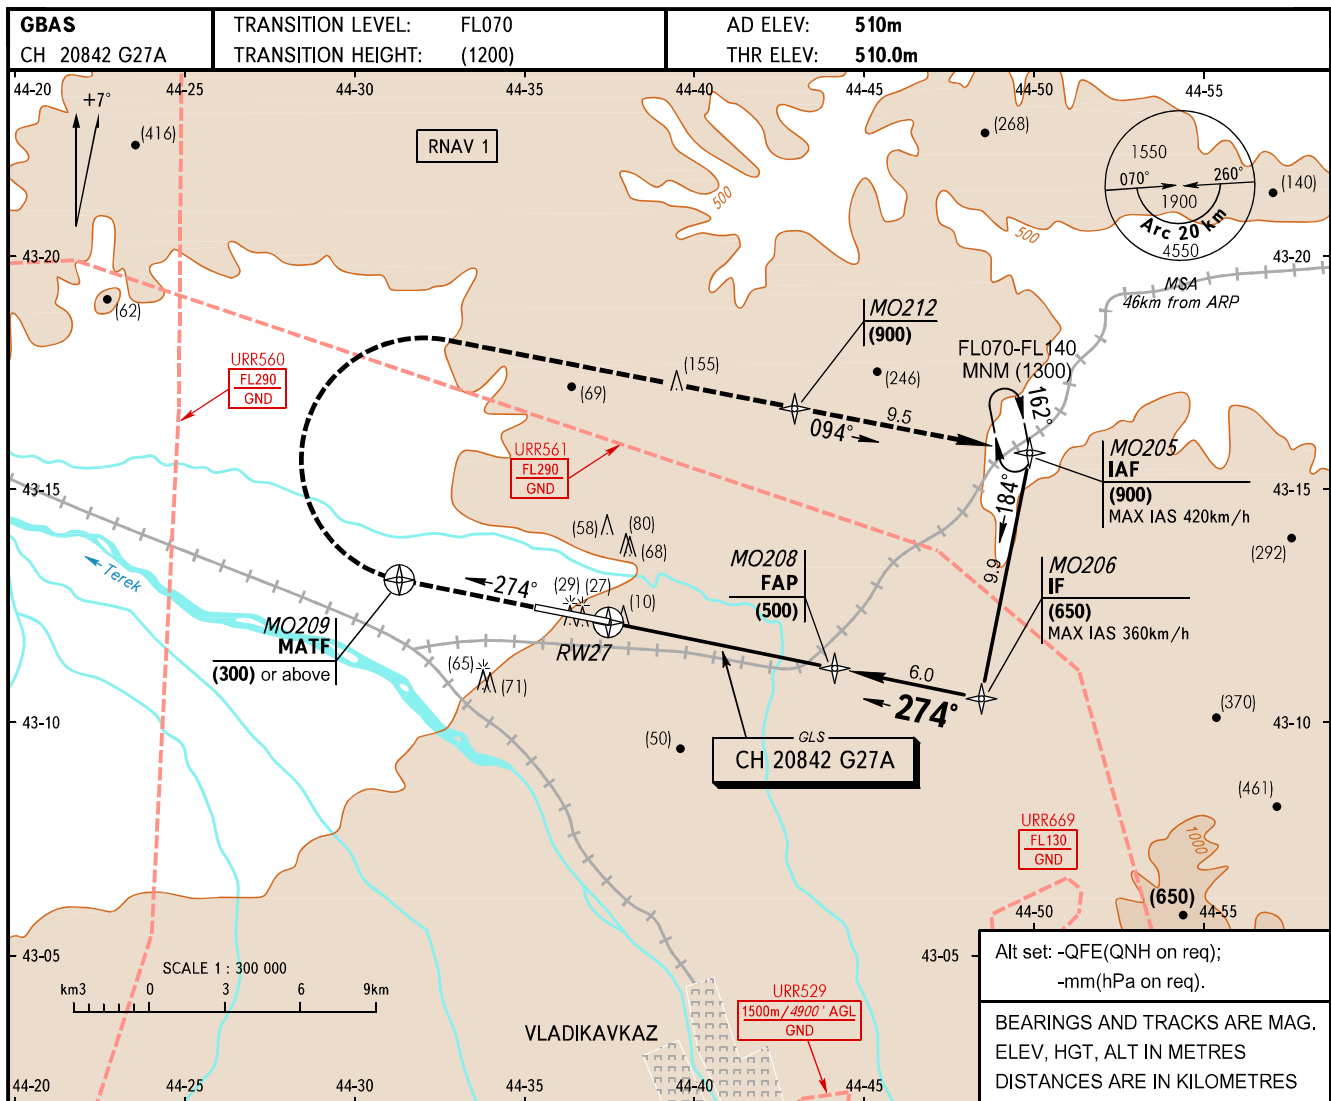 GBAS
CH 20842 G27A
TRANSITION LEVEL: FL070
TRANSITION HEIGHT: (1200)
AD ELEV: 510m
THR ELEV: 510.0m
44-20
44-25
44-30
44-35
44-40
44-45
44-50
44-55
+7°
(416)
RNAV 1
(268)
1550
070°
260°
1900
Arc 20 km
4550
(140)
500
500
43-20
43-20
MSA
46km from ARP
(62)
MO212
(900)
URR560
FL290
GND
(155)
(246)
(69)
FL070-FL140
MNM (1300)
162°
9.5
094°
URR561
FL290
GND
MO205
IAF
(900)
MAX IAS 420km/h
184°
43-15
43-15
(58)
(80)
(68)
(292)
Terek
MO208
FAP
(500)
9.9
MO206
IF
(650)
MAX IAS 360km/h
274°
(29)
(27)
(10)
MO209
MATF
(300) or above
RW27
(65)
(71)
6.0
274°
43-10
43-10
(370)
(50)
GLS
CH 20842 G27A
(461)
URR669
FL130
GND
1000
(650)
44-50
44-55
43-05
43-05
SCALE 1 : 300 000
km3 0 3 6 9km
Alt set: -QFE(QNH on req);
-mm(hPa on req).
URR529
1500m/4900' AGL
GND
VLADIKAVKAZ
BEARINGS AND TRACKS ARE MAG.
ELEV, HGT, ALT IN METRES
DISTANCES ARE IN KILOMETRES
44-20
44-25
44-30
44-35
44-40
44-45